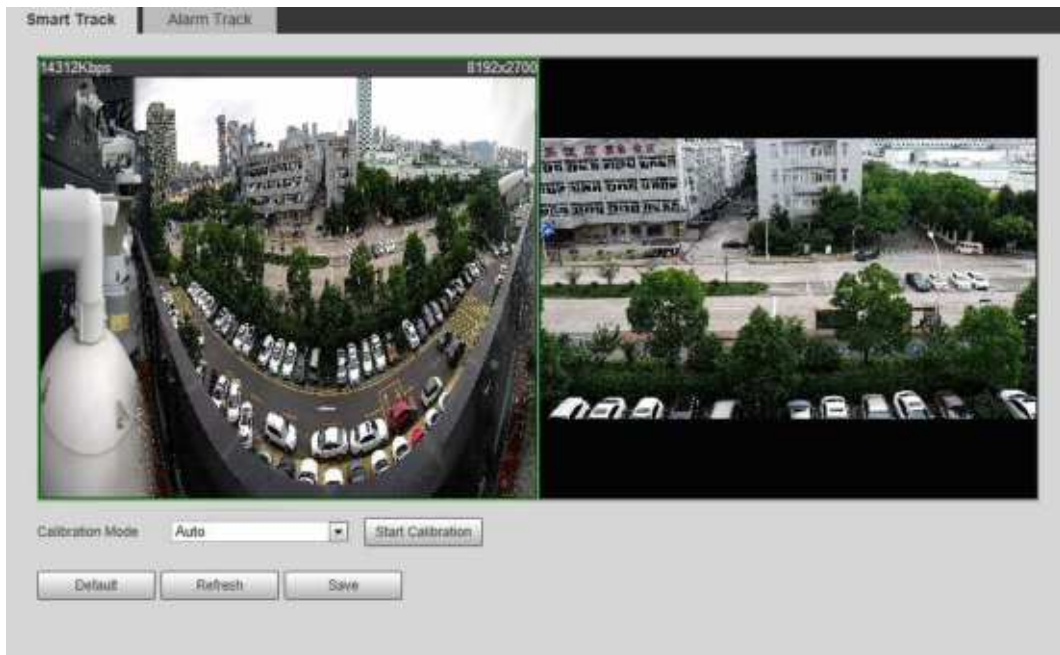 Smart Track Alarm Track
14312Kbps 8192x2700
Calibration Mode Auto Start Calibration
Default Refresh Save